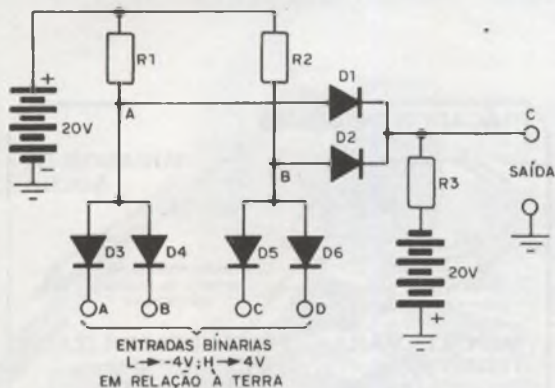 R1
R2
D1
+
20V
-
A
D2
C
B
R3
SAÍDA
D3
D4
D5
D6
20V
+
A
B
C
D
ENTRADAS BINÁRIAS
L → -4V; H → 4V
EM RELAÇÃO À TERRA